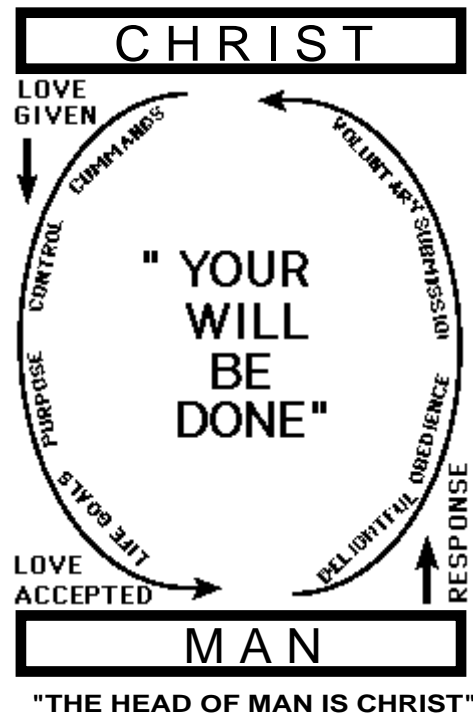 CHRIST
LOVE
GIVEN
COMMANDS
CONTROL
PURPOSE
LIFE GOALS
LOVE
ACCEPTED
" YOUR
WILL
BE
DONE"
VOLUNTARY SUBMISSION
DELIGHTFUL OBEDIENCE
RESPONSE
MAN
"THE HEAD OF MAN IS CHRIST"